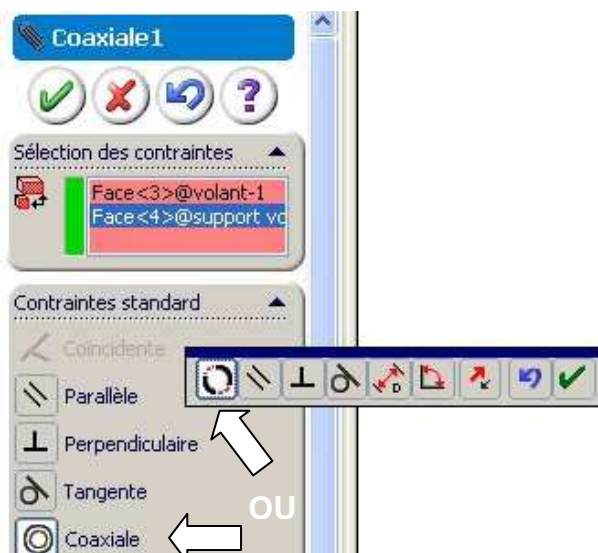 Coaxiale1
?
Sélection des contraintes
Face<3>@volant-1
Face<4>@support vo
Contraintes standard
Coïncidente
Parallèle
D
Perpendiculaire
Tangente
OU
Coaxiale